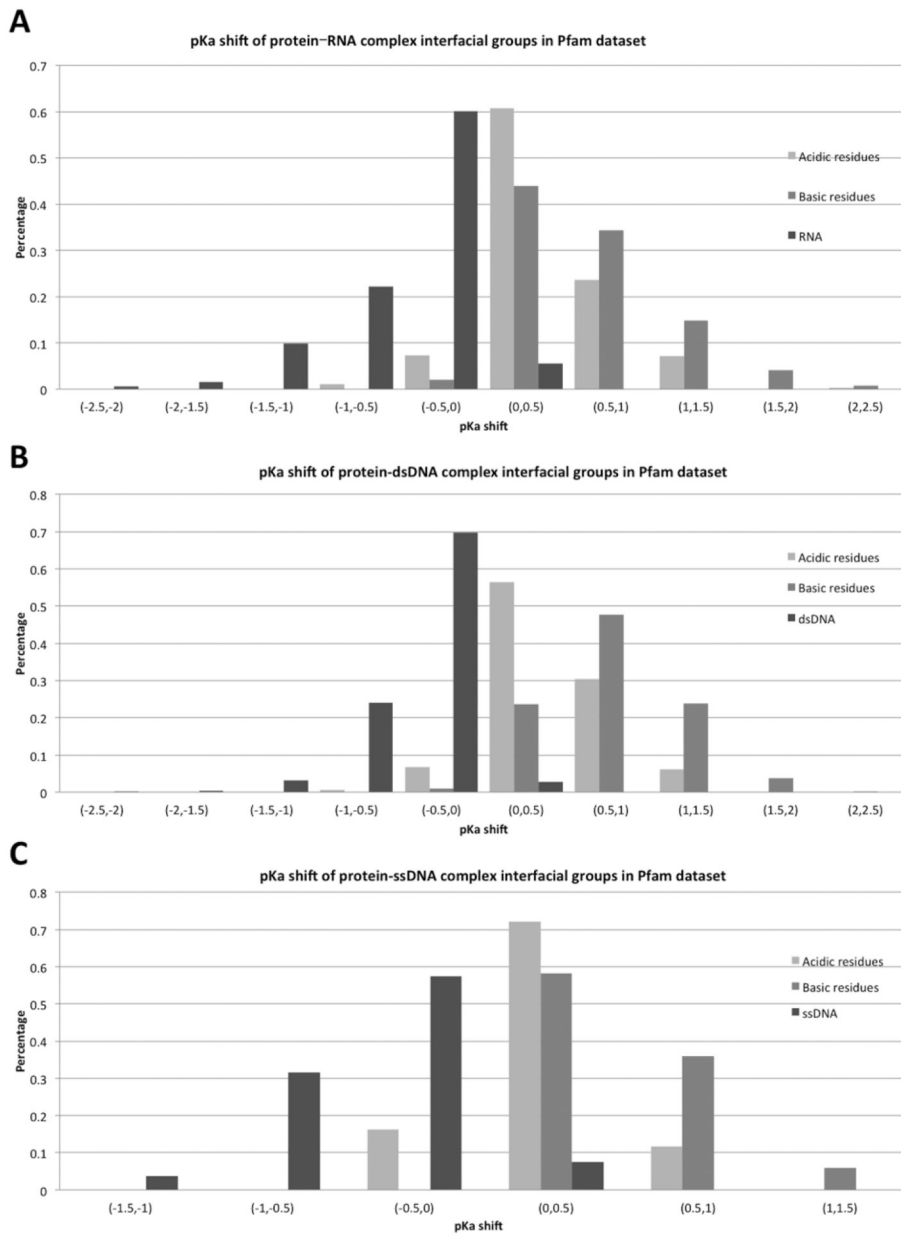 A
pKa shift of protein−RNA complex interfacial groups in Pfam dataset
0.7
0.6
0.5
0.4
0.3
0.2
0.1
0
Percentage
Acidic residues
Basic residues
RNA
(-2.5,-2) (-2,-1.5) (-1.5,-1) (-1,-0.5) (-0.5,0) (0,0.5) (0.5,1) (1,1.5) (1.5,2) (2,2.5)
pKa shift
B
pKa shift of protein-dsDNA complex interfacial groups in Pfam dataset
0.8
0.7
0.6
0.5
0.4
0.3
0.2
0.1
0
Percentage
Acidic residues
Basic residues
dsDNA
(-2.5,-2) (-2,-1.5) (-1.5,-1) (-1,-0.5) (-0.5,0) (0,0.5) (0.5,1) (1,1.5) (1.5,2) (2,2.5)
pKa shift
C
pKa shift of protein-ssDNA complex interfacial groups in Pfam dataset
0.8
0.7
0.6
0.5
0.4
0.3
0.2
0.1
0
Percentage
Acidic residues
Basic residues
ssDNA
(-1.5,-1) (-1,-0.5) (-0.5,0) (0,0.5) (0.5,1) (1,1.5)
pKa shift